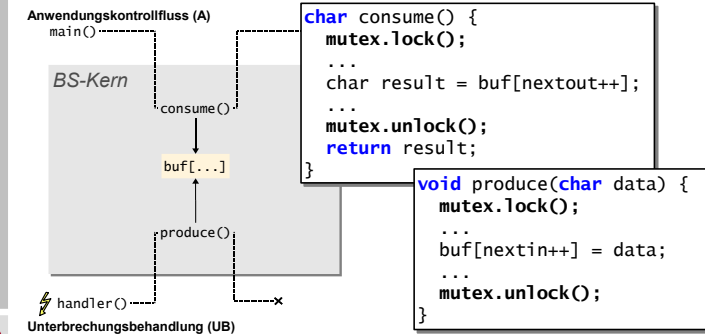 Anwendungskontrollfluss (A)
main()
BS-Kern
consume()
buf[...]
produce()
handler()
Unterbrechungsbehandlung (UB)
char consume() {
  mutex.lock();
  ...
  char result = buf[nextout++];
  ...
  mutex.unlock();
  return result;
}
void produce(char data) {
  mutex.lock();
  ...
  buf[nextin++] = data;
  ...
  mutex.unlock();
}